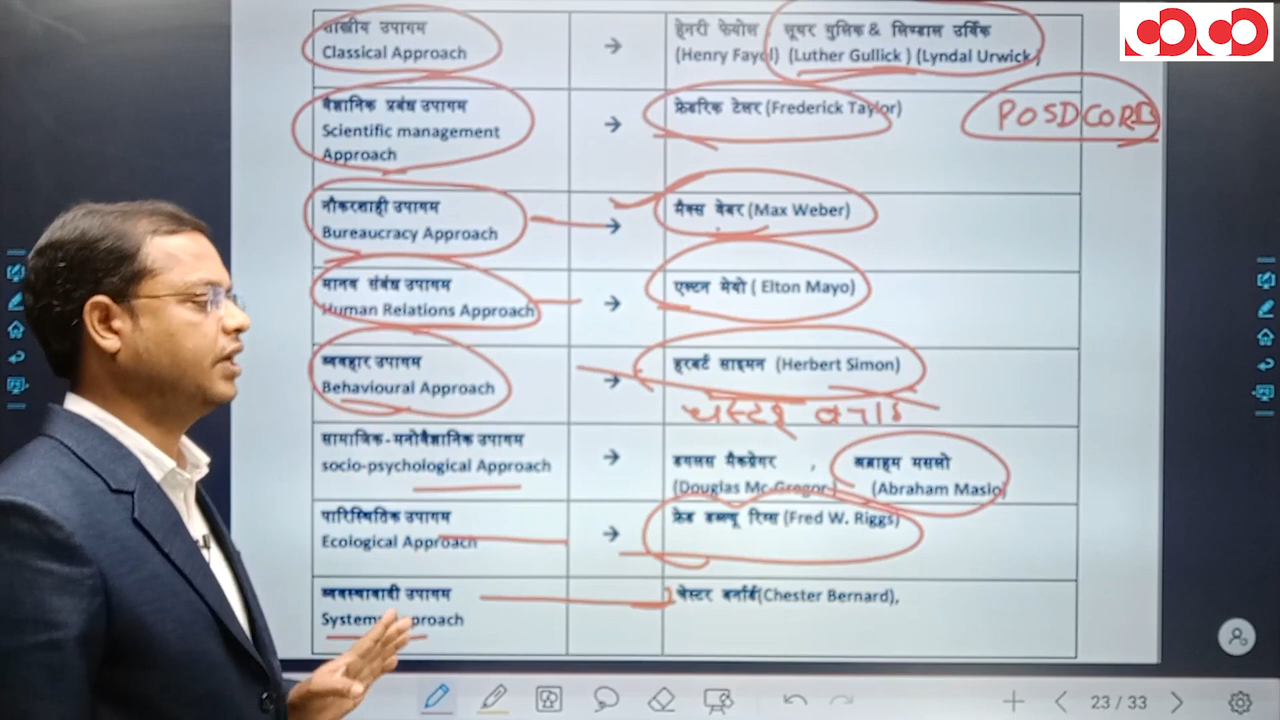 शास्त्रीय उपागम
Classical Approach
→
हेनरी फेयोल , लूथर गुलिक & लिण्डाल उर्विक
(Henry Fayol) (Luther Gullick ) (Lyndal Urwick)
वैज्ञानिक प्रबंध उपागम
Scientific management
Approach
→
फ्रेडरिक टेलर (Frederick Taylor)
POSDCORB
नौकरशाही उपागम
Bureaucracy Approach
→
मैक्स वेबर (Max Weber)
मानव संबंध उपागम
Human Relations Approach
→
एल्टन मेयो ( Elton Mayo)
व्यवहार उपागम
Behavioural Approach
→
हरबर्ट साइमन (Herbert Simon)
चेस्टर बर्नार्ड
सामाजिक-मनोवैज्ञानिक उपागम
socio-psychological Approach
→
डगलस मैकग्रेगर , अब्राहम मसलो
(Douglas Mc-Gregor) (Abraham Maslo)
पारिस्थितिक उपागम
Ecological Approach
→
फ्रेड डब्ल्यू रिग्स (Fred W. Riggs)
व्यवस्थावादी उपागम
Systems Approach
चेस्टर बर्नार्ड(Chester Bernard),
23 / 33